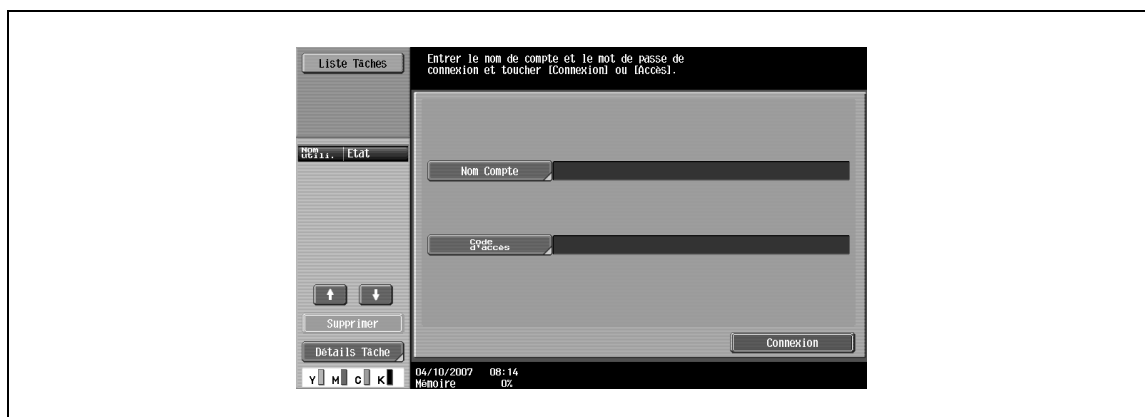 Liste Tâches
Entrer le nom de compte et le mot de passe de
connexion et toucher [Connexion] ou [Accès].
Nom
utili.
Etat
Nom Compte
Code
d'accès
Supprimer
Détails Tâche
Connexion
Y M C K
04/10/2007 08:14
Mémoire 0%